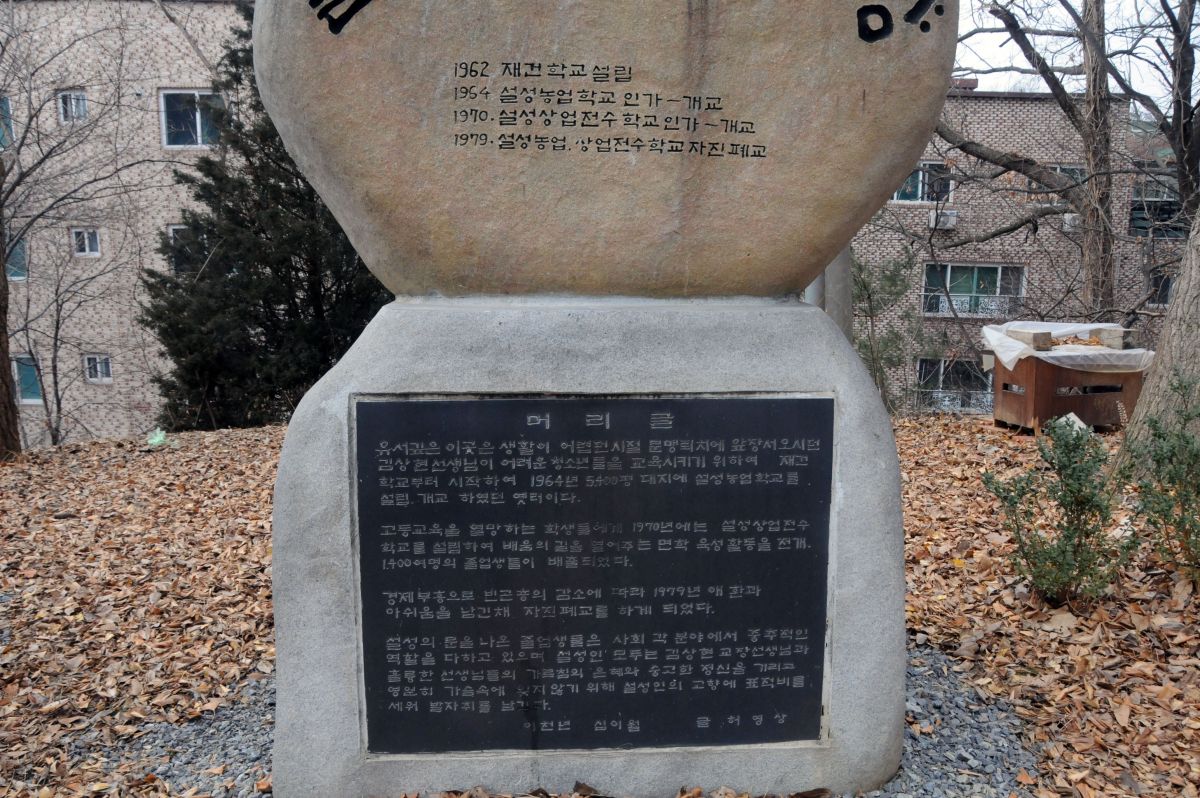 1962 재건학교설립
1964 설성농업학교 인가-개교
1970. 설성상업전수학교인가-개교
1979. 설성농업.상업전수학교자진폐교
머리글
유서깊은 이곳은 생활이 어렵던시절 문맹퇴치에 앞장서오시던
김상현선생님이 어려운청소년들을 교육시키기 위하여 재건
학교부터 시작하여 1964년 5,400평 대지에 설성농업학교를
설립, 개교 하였던 옛터이다.
고등교육을 열망하는 학생들에게 1970년에는 설성상업전수
학교를 설립하여 배움의 길을 열어주는 면학 육성활동을 전개,
1,400여명의 졸업생들이 배출되었다.
경제부흥으로 빈곤층의 감소에 따라 1979년 애환과
아쉬움을 남긴채 자진폐교를 하게 되었다.
설성의 문을 나온 졸업생들은 사회 각 분야에서 중추적인
역할을 다하고 있으며 설성인 모두는 김상현 교장선생님과
훌륭한 선생님들의 가르침의 은혜와 숭고한 정신을 기리고
영원히 가슴속에 잊지않기 위해 설성인의 고향에 표적비를
세워 발자취를 남긴다.
이천년 십이월 글 허영상